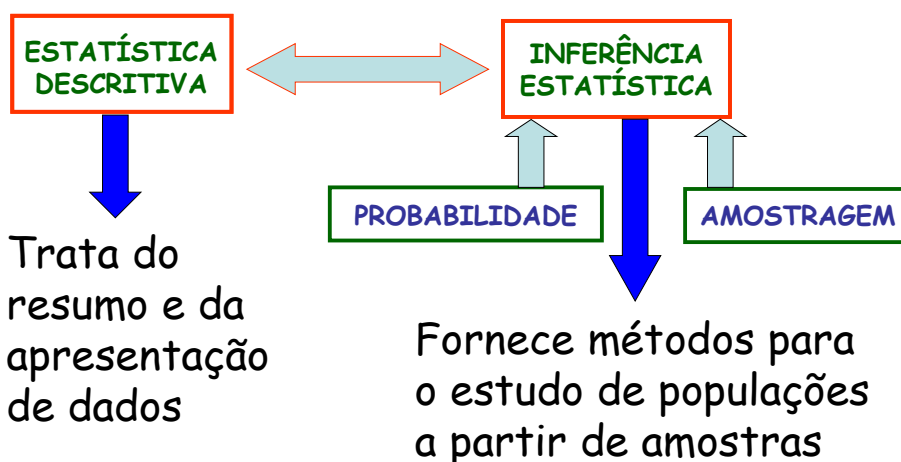 ESTATÍSTICA
DESCRITIVA
INFERÊNCIA
ESTATÍSTICA
PROBABILIDADE
AMOSTRAGEM
Trata do
resumo e da
apresentação
de dados
Fornece métodos para
o estudo de populações
a partir de amostras